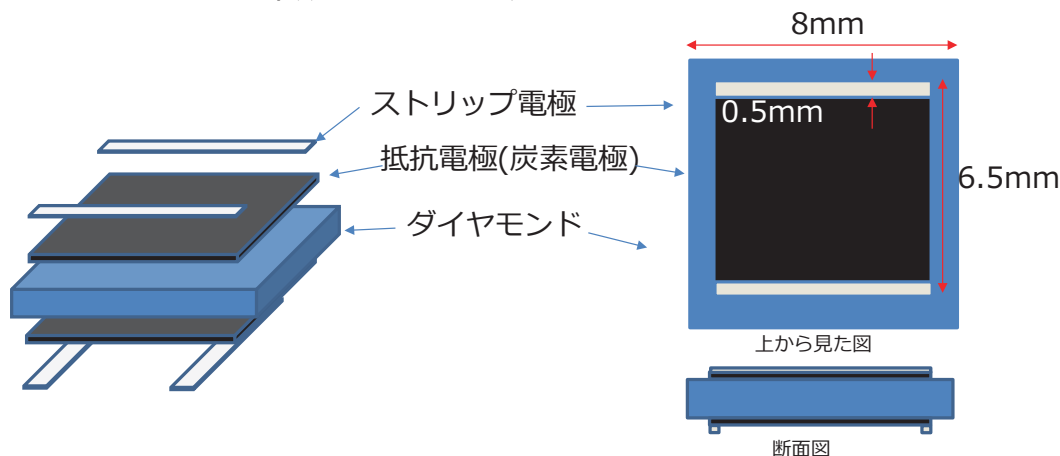 8mm
ストリップ電極
0.5mm
抵抗電極(炭素電極)
6.5mm
ダイヤモンド
上から見た図
断面図